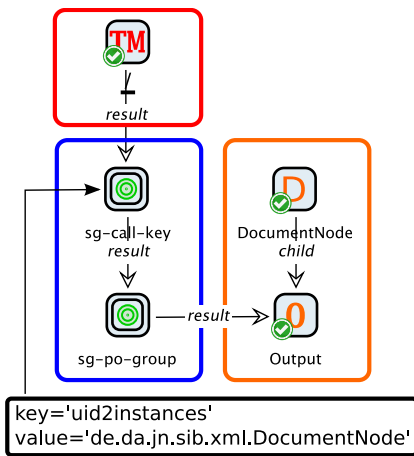 TM
/
result
sg-call-key
result
D
DocumentNode
child
sg-po-group
result
O
Output
key='uid2instances'
value='de.da.jn.sib.xml.DocumentNode'